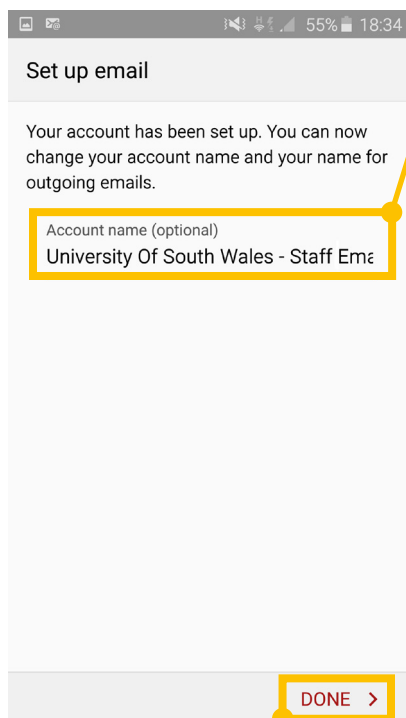 55% 18:34
Set up email
Your account has been set up. You can now
change your account name and your name for
outgoing emails.
Account name (optional)
University Of South Wales - Staff Ema
DONE